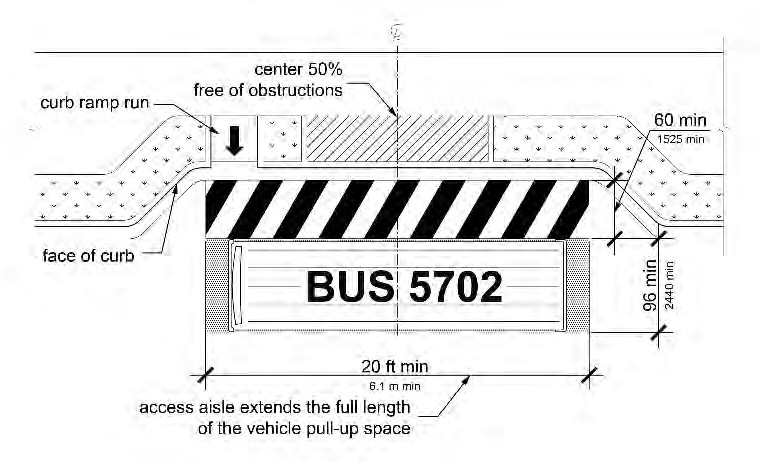 ℄
center 50%
free of obstructions
curb ramp run
60 min
1525 min
face of curb
BUS 5702
96 min
2440 min
20 ft min
6.1 m min
access aisle extends the full length
of the vehicle pull-up space